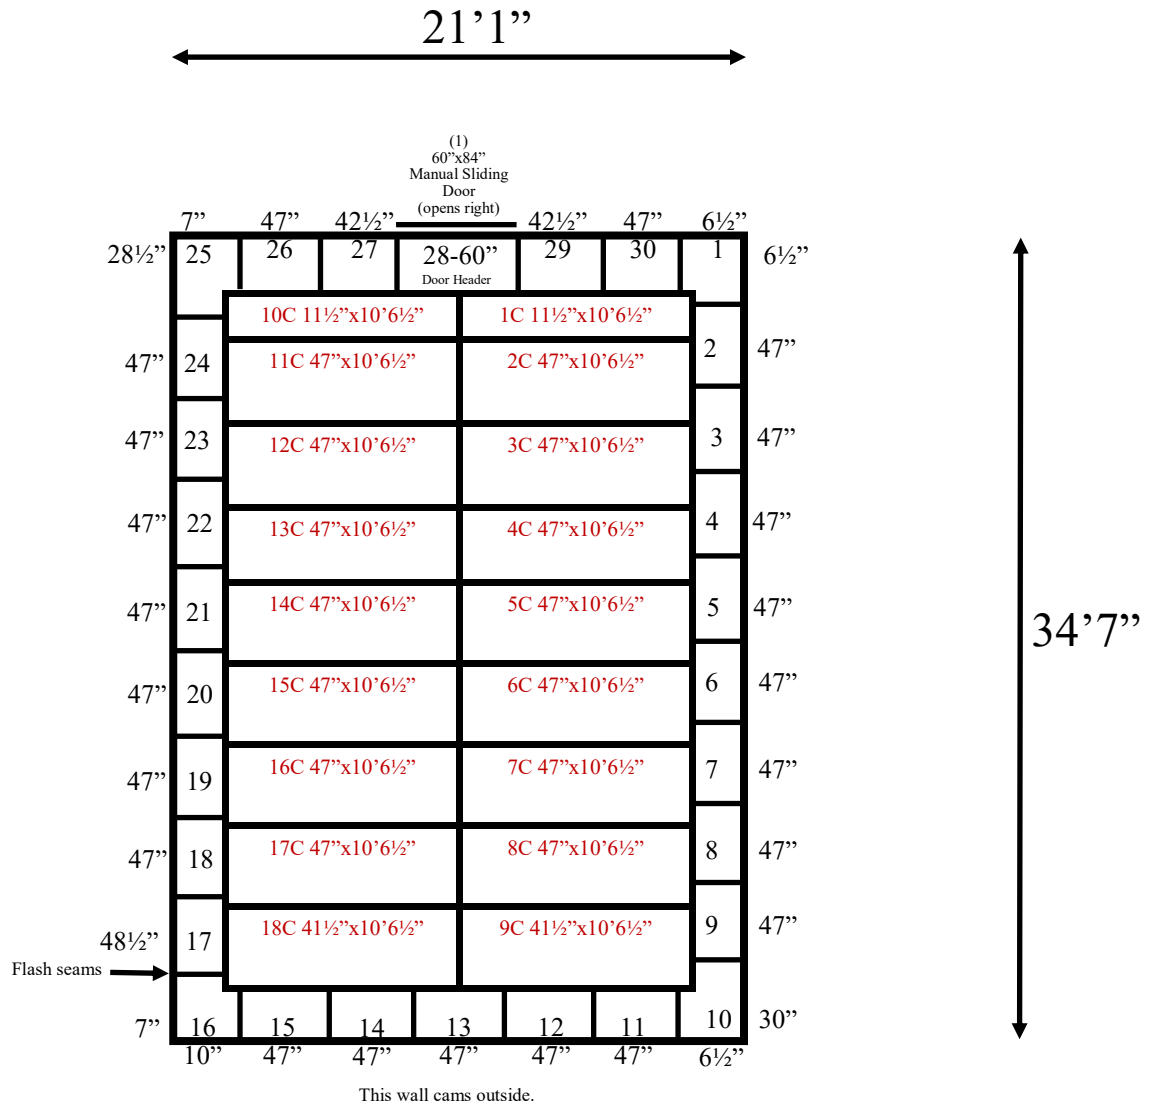 21’1”
(1)
60”x84”
Manual Sliding
Door
(opens right)
7” 47” 42½” 42½” 47” 6½”
28½” 25 26 27 28-60” 29 30 1 6½”
Door Header
10C 11½”x10’6½” 1C 11½”x10’6½”
47” 24 11C 47”x10’6½” 2C 47”x10’6½” 2 47”
47” 23 12C 47”x10’6½” 3C 47”x10’6½” 3 47”
47” 22 13C 47”x10’6½” 4C 47”x10’6½” 4 47”
47” 21 14C 47”x10’6½” 5C 47”x10’6½” 5 47”
34’7”
47” 20 15C 47”x10’6½” 6C 47”x10’6½” 6 47”
47” 19 16C 47”x10’6½” 7C 47”x10’6½” 7 47”
47” 18 17C 47”x10’6½” 8C 47”x10’6½” 8 47”
48½” 17 18C 41½”x10’6½” 9C 41½”x10’6½” 9 47”
Flash seams
7” 16 15 14 13 12 11 10 30”
10” 47” 47” 47” 47” 47” 6½”
This wall cams outside.